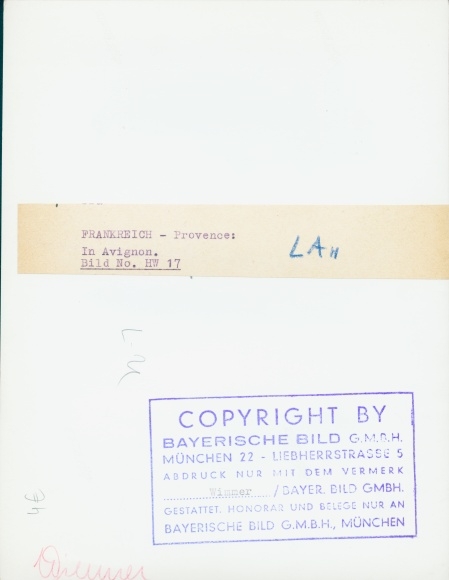 FRANKREICH - Provence:
In Avignon.
Bild No. HW 17
LAH
COPYRIGHT BY
BAYERISCHE BILD G.M.B.H.
MÜNCHEN 22 - LIEBHERRSTRASSE 5
ABDRUCK NUR MIT DEM VERMERK
Wimmer / BAYER. BILD GMBH.
GESTATTET. HONORAR UND BELEGE NUR AN
BAYERISCHE BILD G.M.B.H., MÜNCHEN
4€